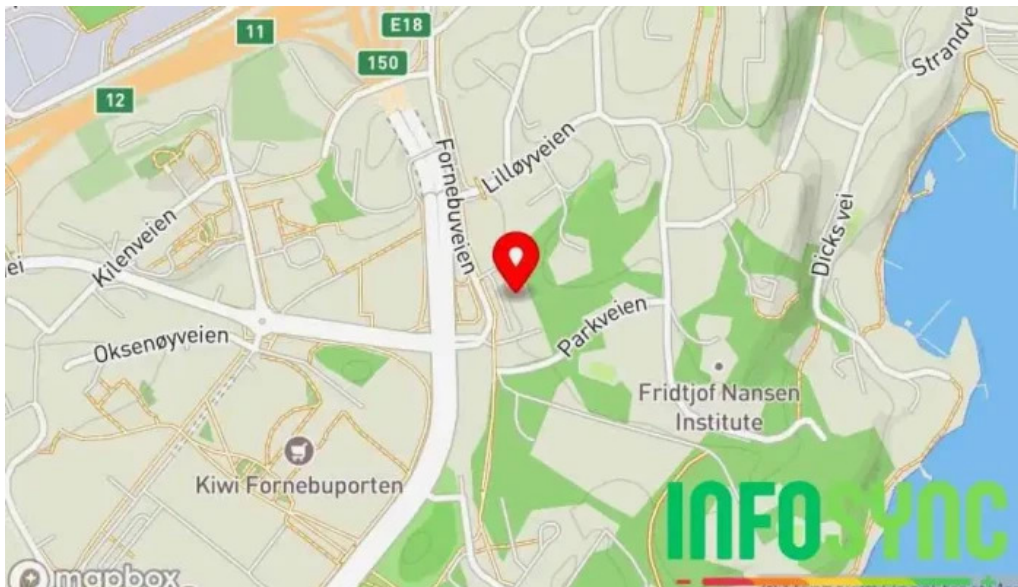 11
E18
150
12
Strandve
Lilløyveien
Fornebuveien
Kilenveien
ei
Dicks vei
Oksenøyveien
Parkveien
Fridtjof Nansen
Institute
Kiwi Fornebuporten
INFOSYNC
mapbox